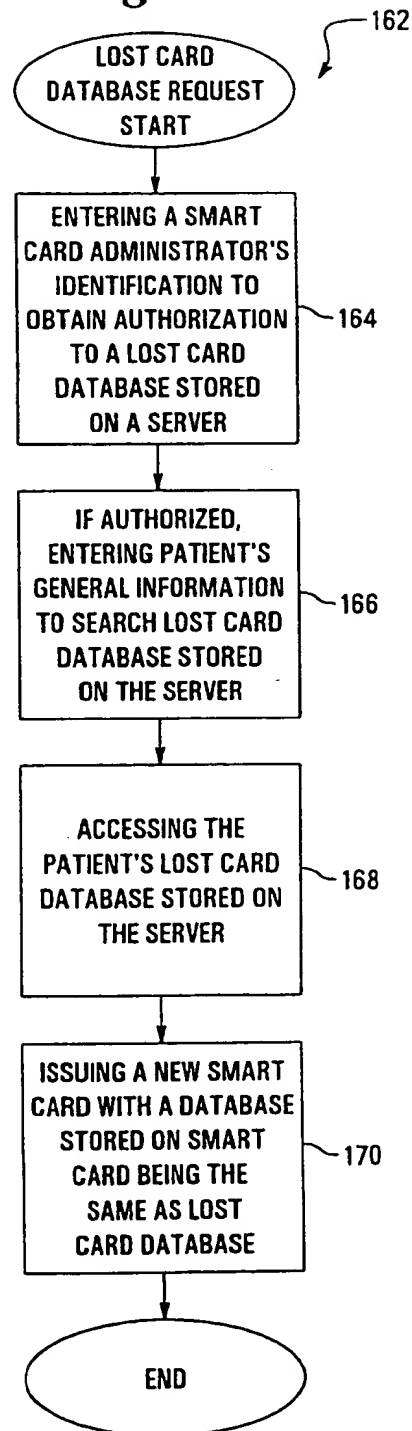 162
LOST CARD
DATABASE REQUEST
START
ENTERING A SMART
CARD ADMINISTRATOR'S
IDENTIFICATION TO
OBTAIN AUTHORIZATION
TO A LOST CARD
DATABASE STORED
ON A SERVER
164
IF AUTHORIZED,
ENTERING PATIENT'S
GENERAL INFORMATION
TO SEARCH LOST CARD
DATABASE STORED
ON THE SERVER
166
ACCESSING THE
PATIENT'S LOST CARD
DATABASE STORED ON
THE SERVER
168
ISSUING A NEW SMART
CARD WITH A DATABASE
STORED ON SMART
CARD BEING THE
SAME AS LOST
CARD DATABASE
170
END